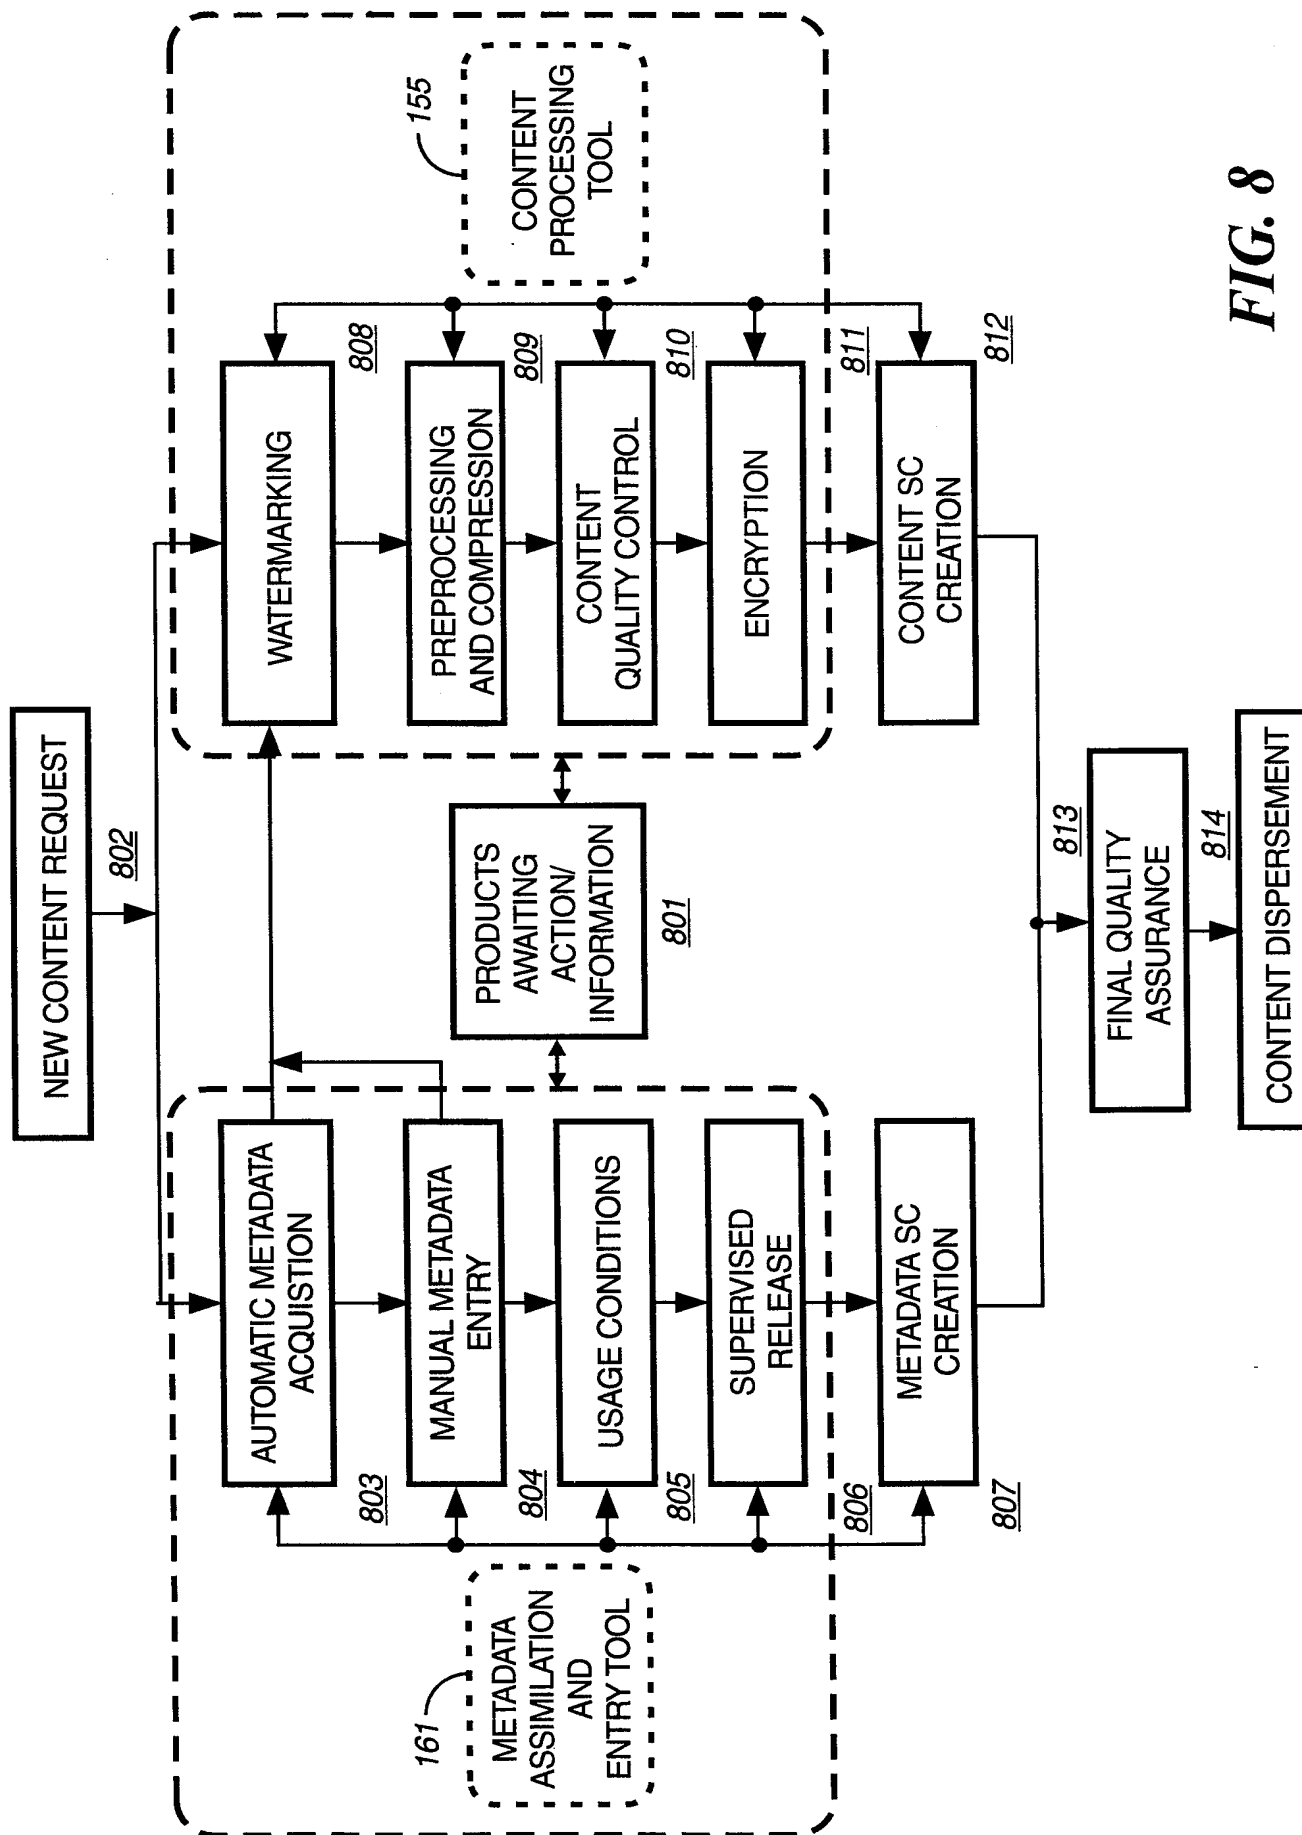 NEW CONTENT REQUEST
802
AUTOMATIC METADATA
ACQUISTION
803
MANUAL METADATA
ENTRY
804
USAGE CONDITIONS
805
SUPERVISED
RELEASE
806
METADATA SC
CREATION
807
161
METADATA
ASSIMILATION
AND
ENTRY TOOL
PRODUCTS
AWAITING
ACTION/
INFORMATION
801
WATERMARKING
808
PREPROCESSING
AND COMPRESSION
809
CONTENT
QUALITY CONTROL
810
ENCRYPTION
811
CONTENT SC
CREATION
812
155
CONTENT
PROCESSING
TOOL
813
FINAL QUALITY
ASSURANCE
814
CONTENT DISPERSEMENT
FIG. 8